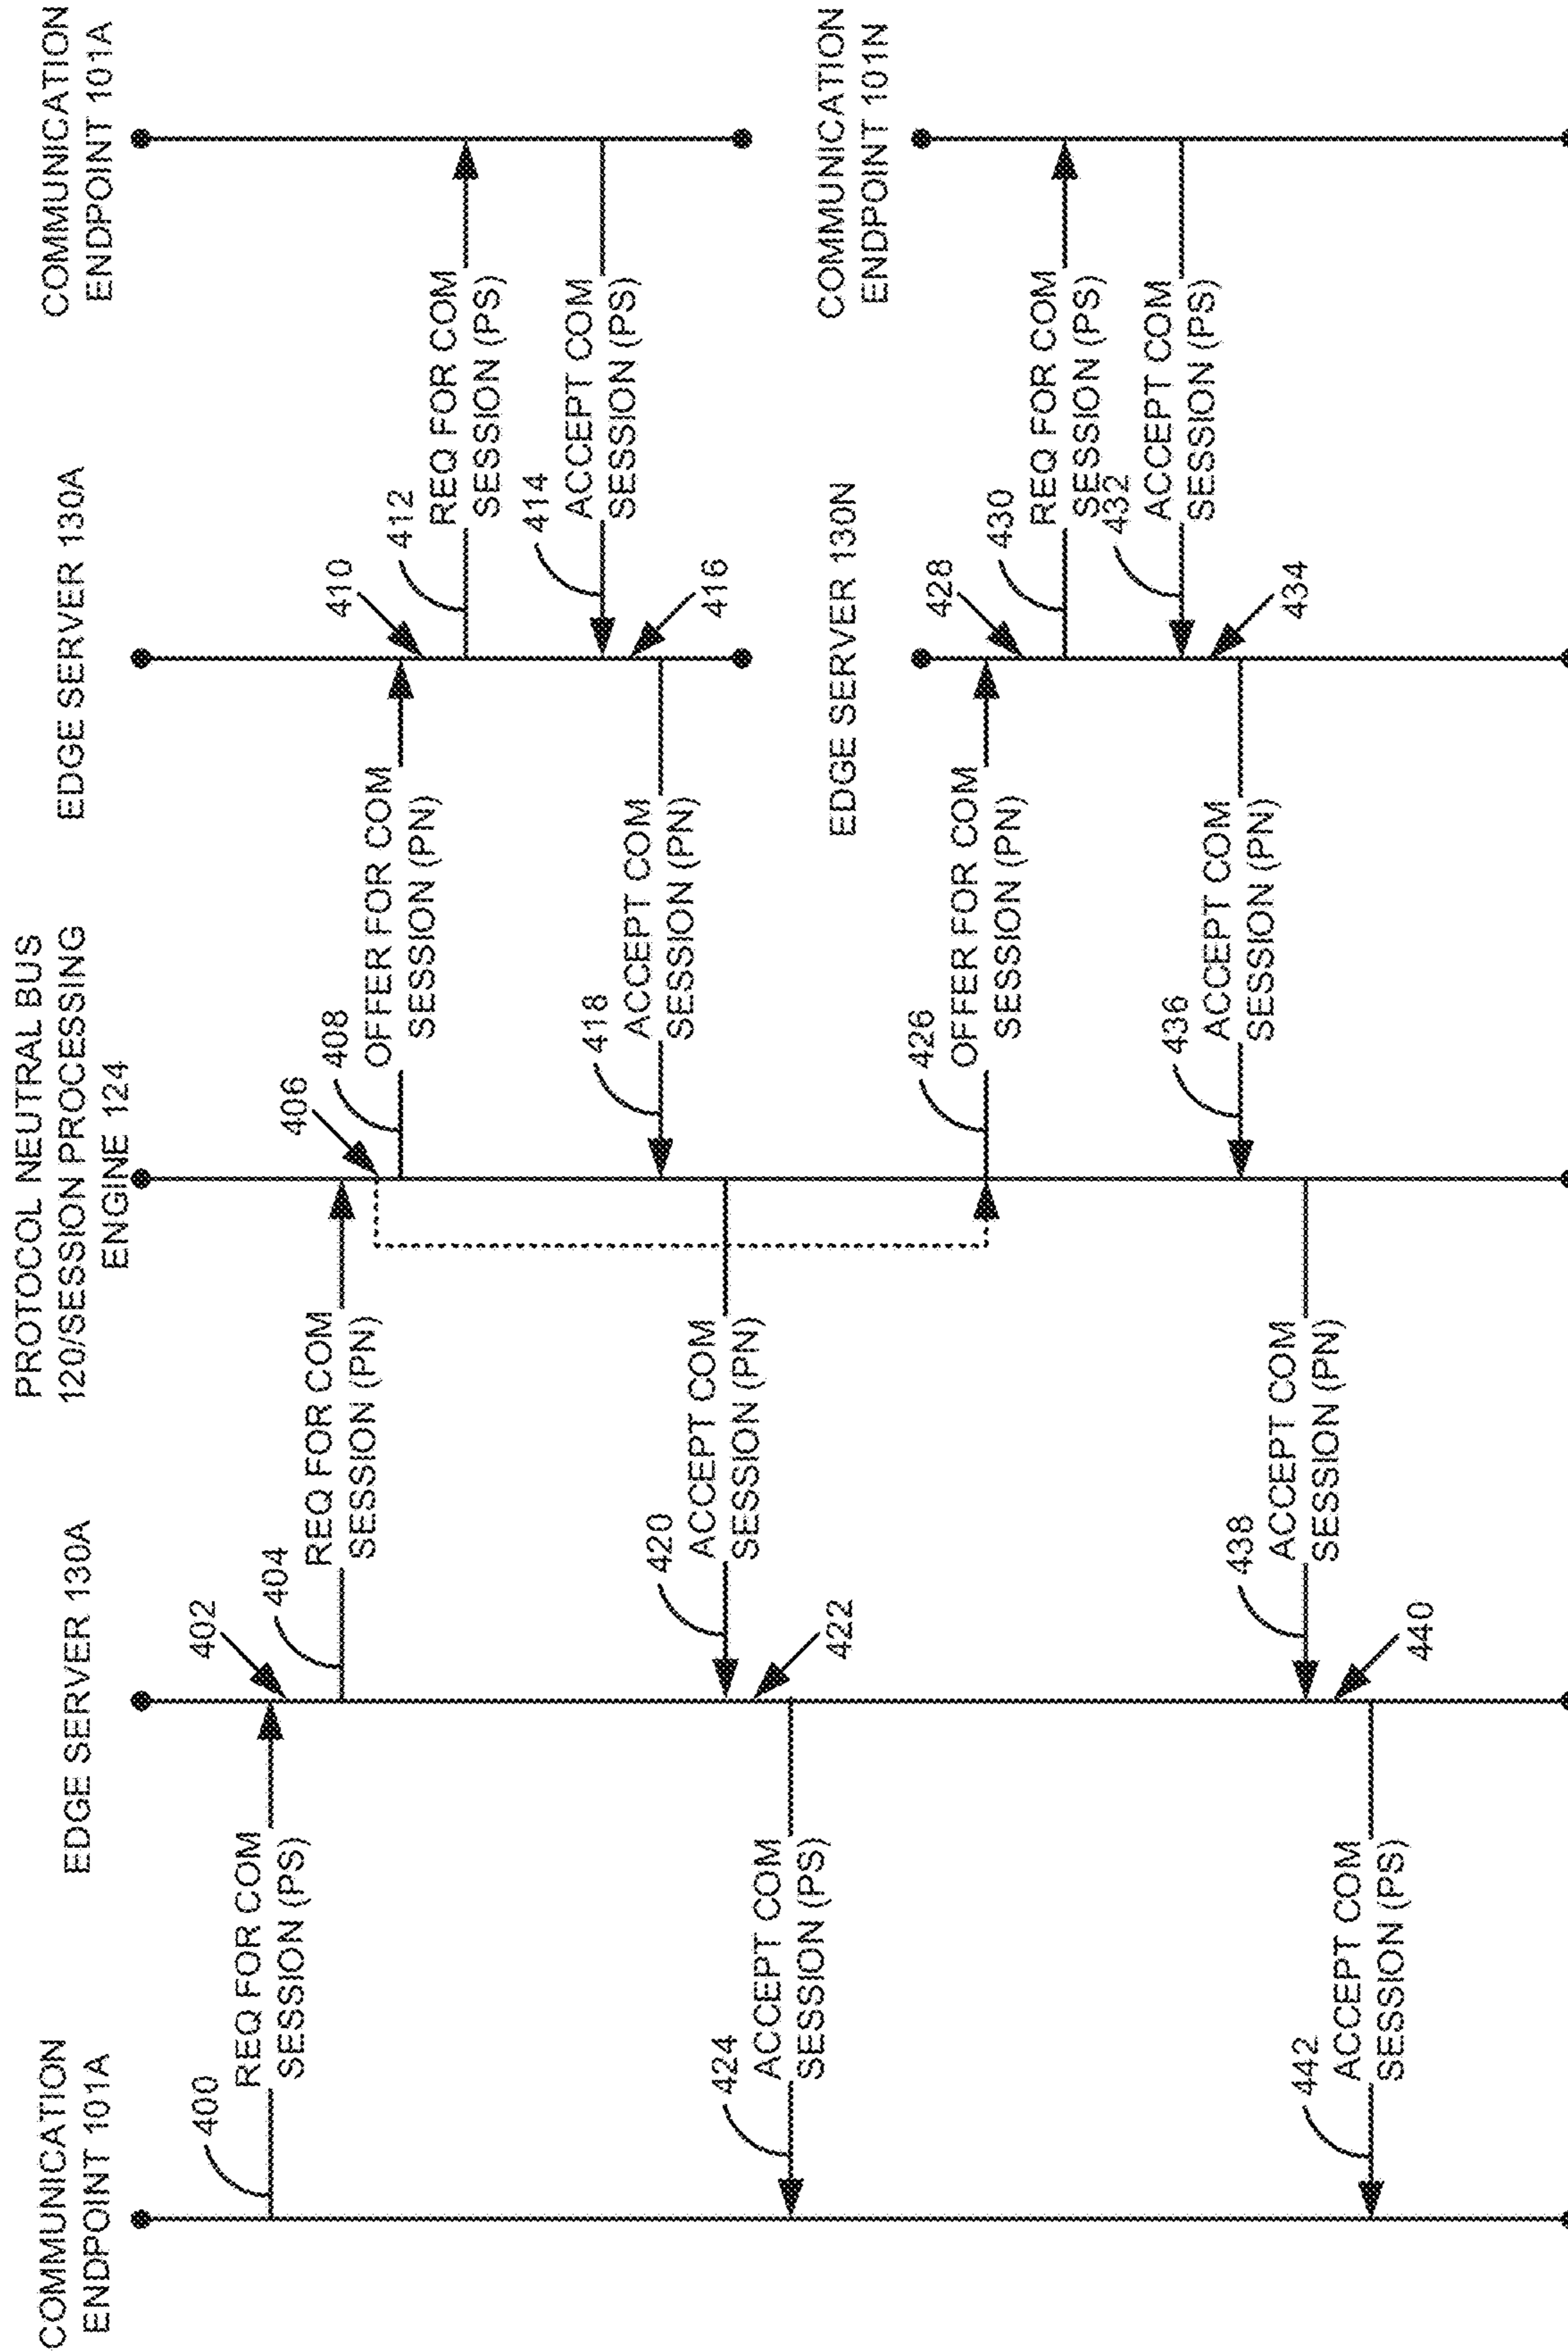 COMMUNICATION
ENDPOINT 101A
EDGE SERVER 130A
PROTOCOL NEUTRAL BUS
120/SESSION PROCESSING
ENGINE 124
EDGE SERVER 130A
COMMUNICATION
ENDPOINT 101A
400
REQ FOR COM
SESSION (PS)
402
404
REQ FOR COM
SESSION (PN)
406
408
OFFER FOR COM
SESSION (PN)
410
412
REQ FOR COM
SESSION (PS)
414
ACCEPT COM
SESSION (PS)
416
418
ACCEPT COM
SESSION (PN)
420
ACCEPT COM
SESSION (PN)
422
424
ACCEPT COM
SESSION (PS)
EDGE SERVER 130N
COMMUNICATION
ENDPOINT 101N
426
OFFER FOR COM
SESSION (PN)
428
430
REQ FOR COM
SESSION (PS)
432
ACCEPT COM
SESSION (PS)
434
436
ACCEPT COM
SESSION (PN)
438
ACCEPT COM
SESSION (PN)
440
442
ACCEPT COM
SESSION (PS)